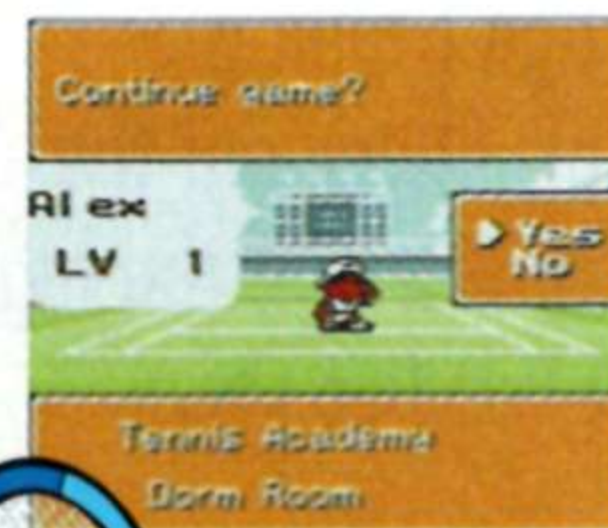 Continue game?
Alex
LV 1
Yes
No
Tennis Academy
Dorm Room